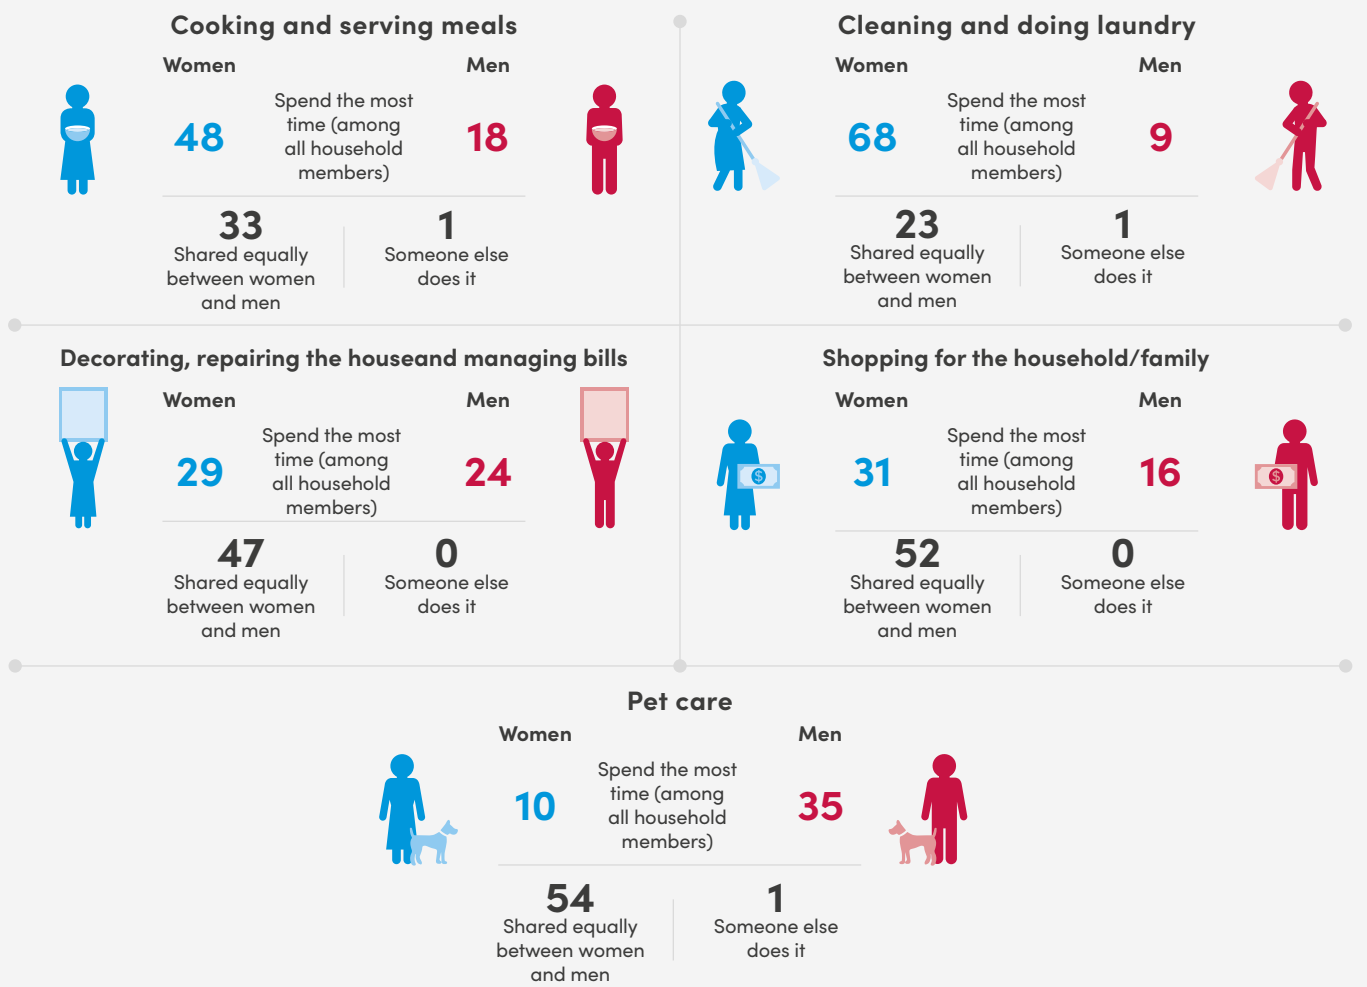 Cooking and serving meals
Women
Men
48
Spend the most
time (among
all household
members)
18
33
Shared equally
between women
and men
1
Someone else
does it
Cleaning and doing laundry
Women
Men
68
Spend the most
time (among
all household
members)
9
23
Shared equally
between women
and men
1
Someone else
does it
Decorating, repairing the houseand managing bills
Women
Men
29
Spend the most
time (among
all household
members)
24
47
Shared equally
between women
and men
0
Someone else
does it
Shopping for the household/family
Women
Men
31
Spend the most
time (among
all household
members)
16
$
$
52
Shared equally
between women
and men
0
Someone else
does it
Pet care
Women
Men
10
Spend the most
time (among
all household
members)
35
54
Shared equally
between women
and men
1
Someone else
does it